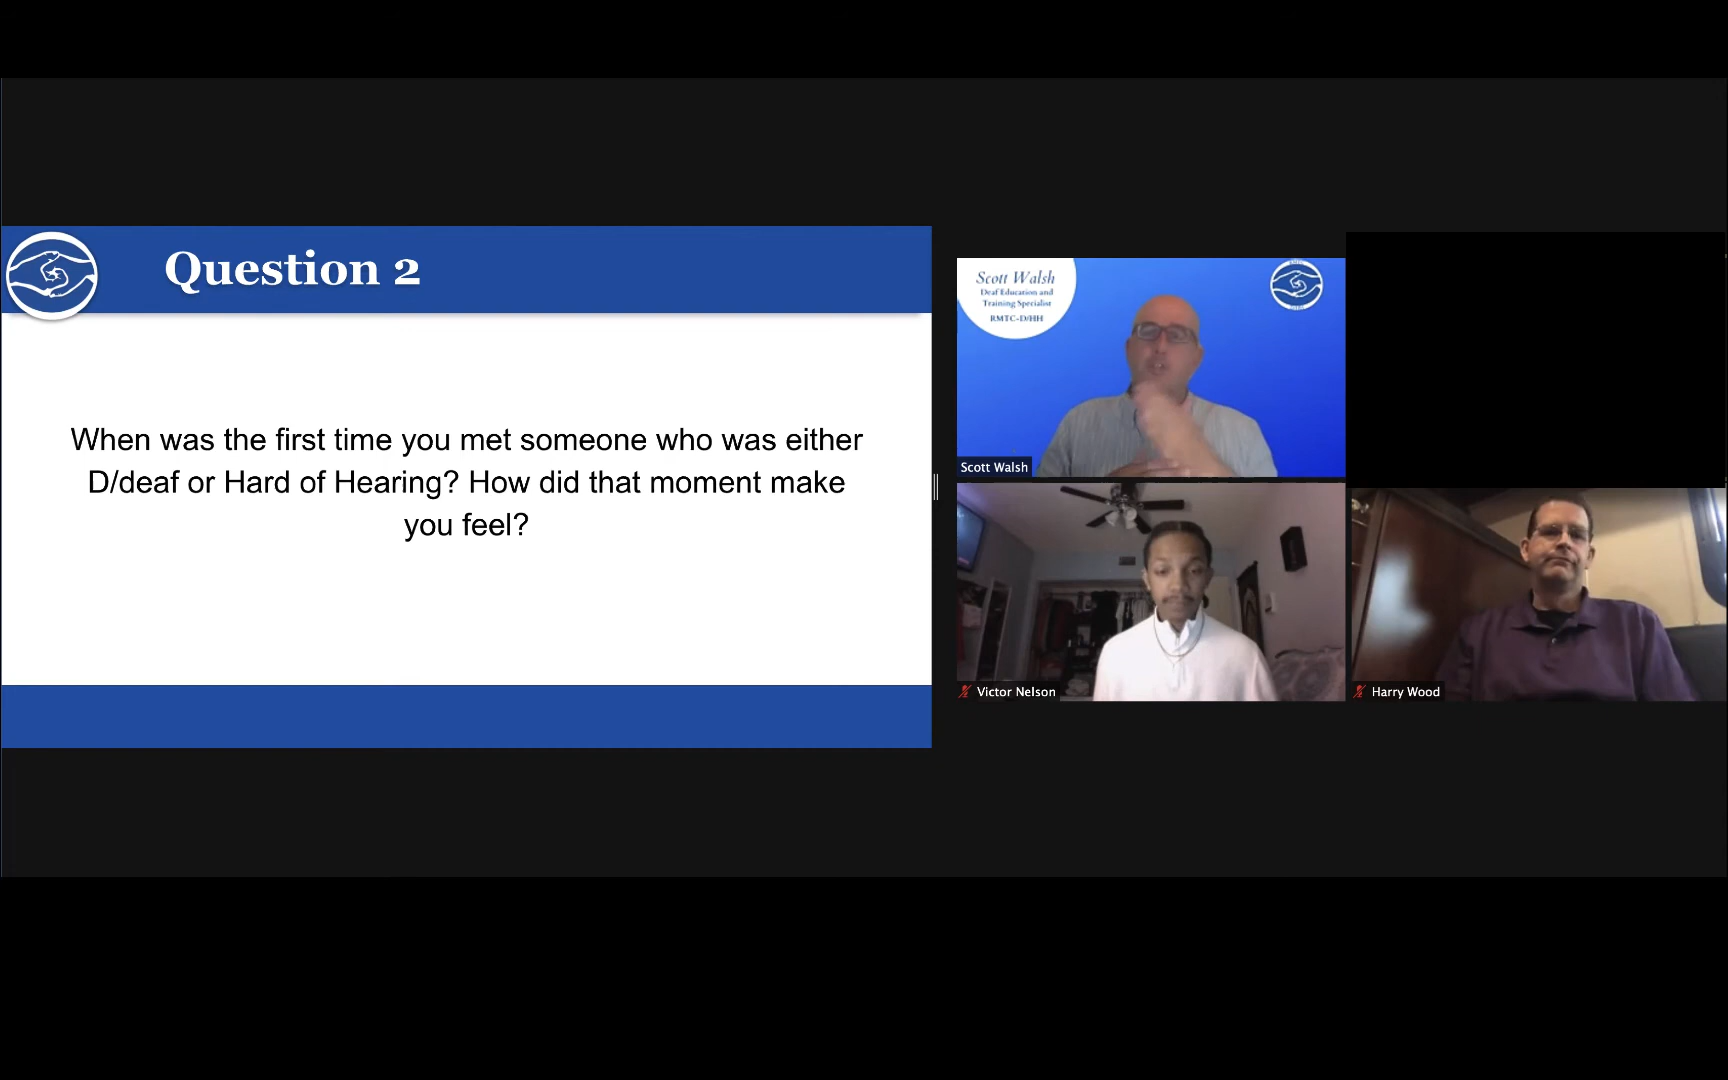 Question 2
When was the first time you met someone who was either
D/deaf or Hard of Hearing? How did that moment make
you feel?
Scott Walsh
Deaf Education and
Training Specialist
RMTC-D/HH
Scott Walsh
Victor Nelson
Harry Wood